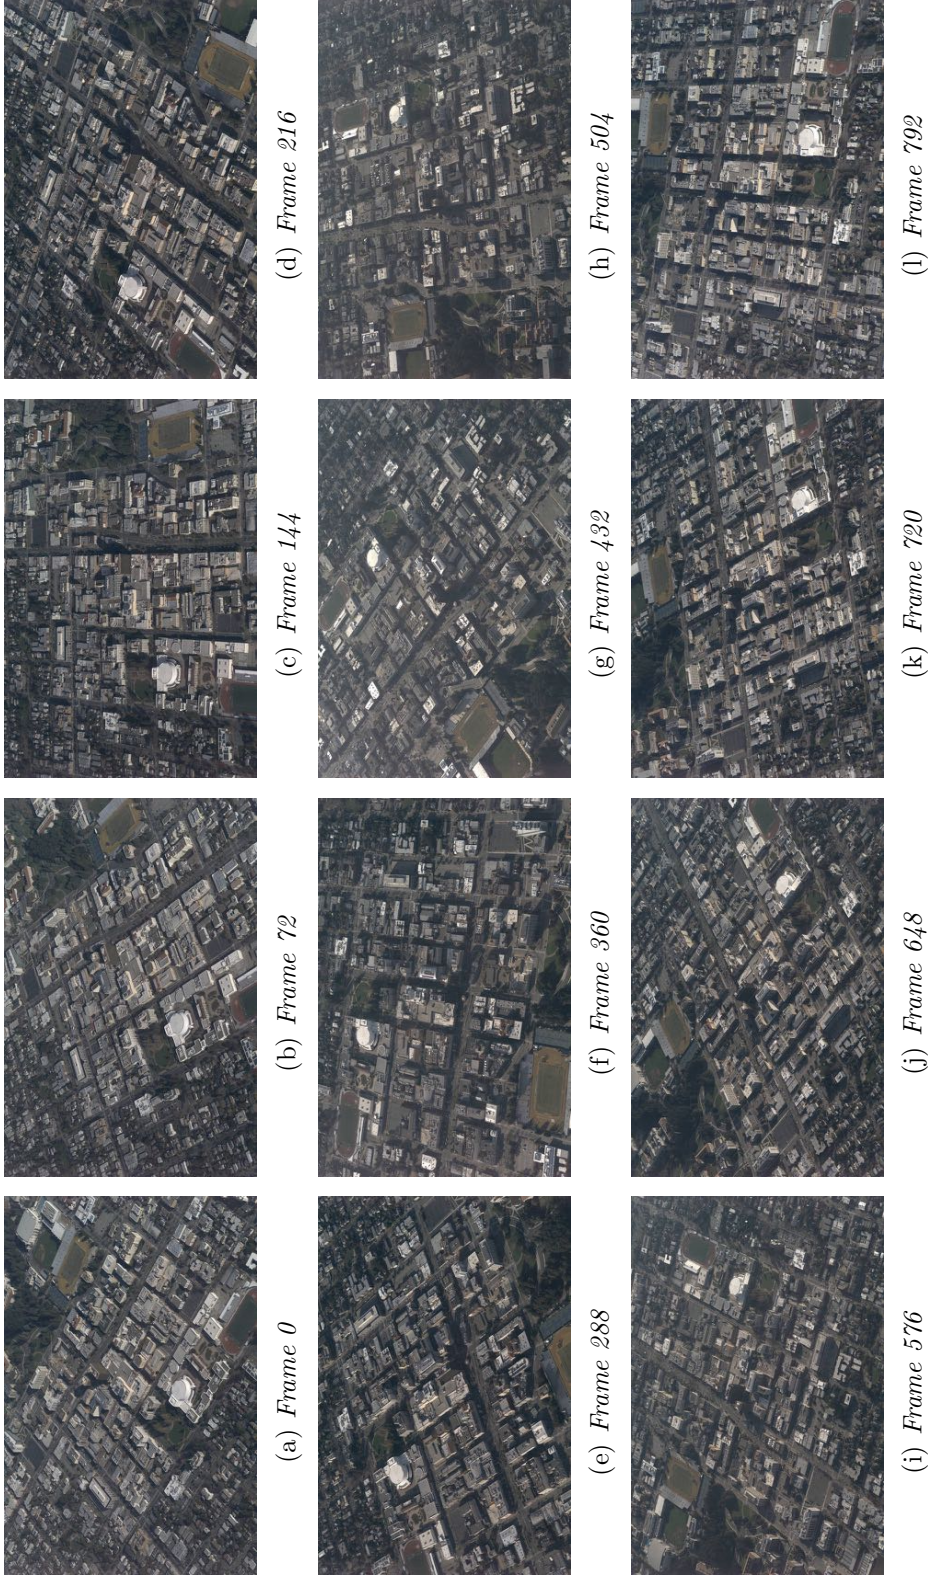 (a) Frame 0
(b) Frame 72
(c) Frame 144
(d) Frame 216
(e) Frame 288
(f) Frame 360
(g) Frame 432
(h) Frame 504
(i) Frame 576
(j) Frame 648
(k) Frame 720
(l) Frame 792